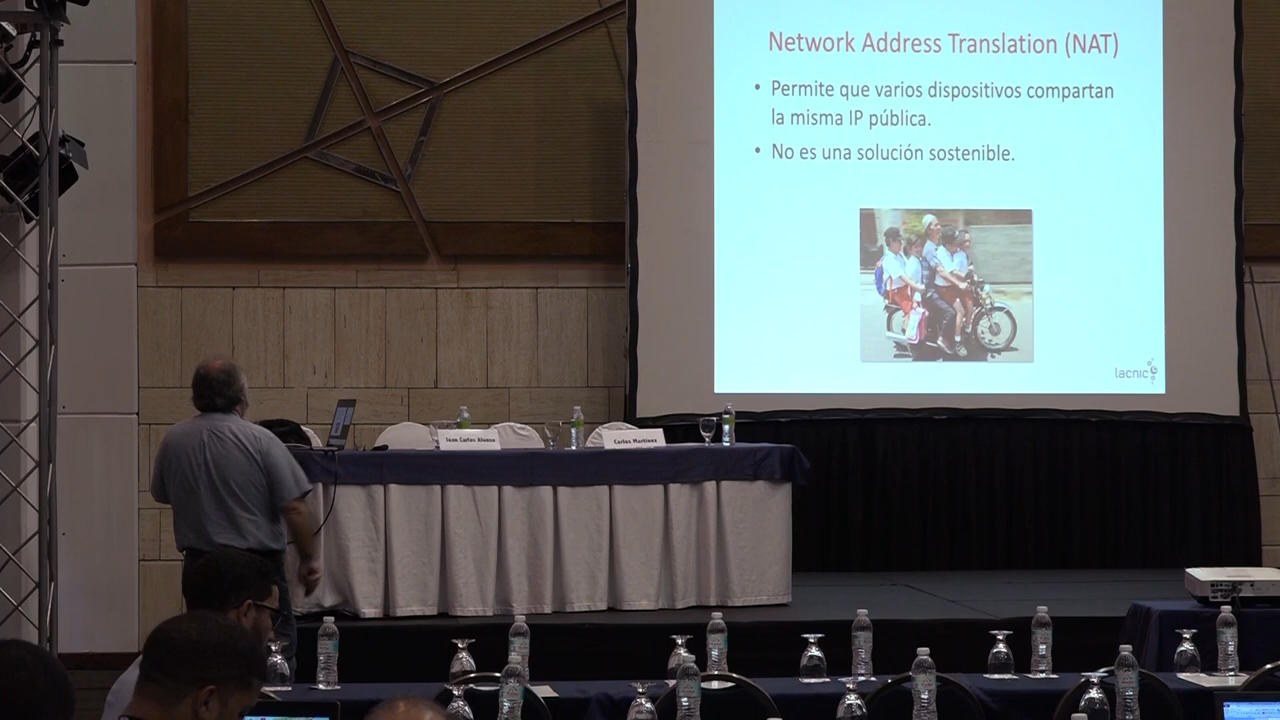 Network Address Translation (NAT)
• Permite que varios dispositivos compartan
la misma IP pública.
• No es una solución sostenible.
lacnic
Juan Carlos Alonso
Carlos Martinez